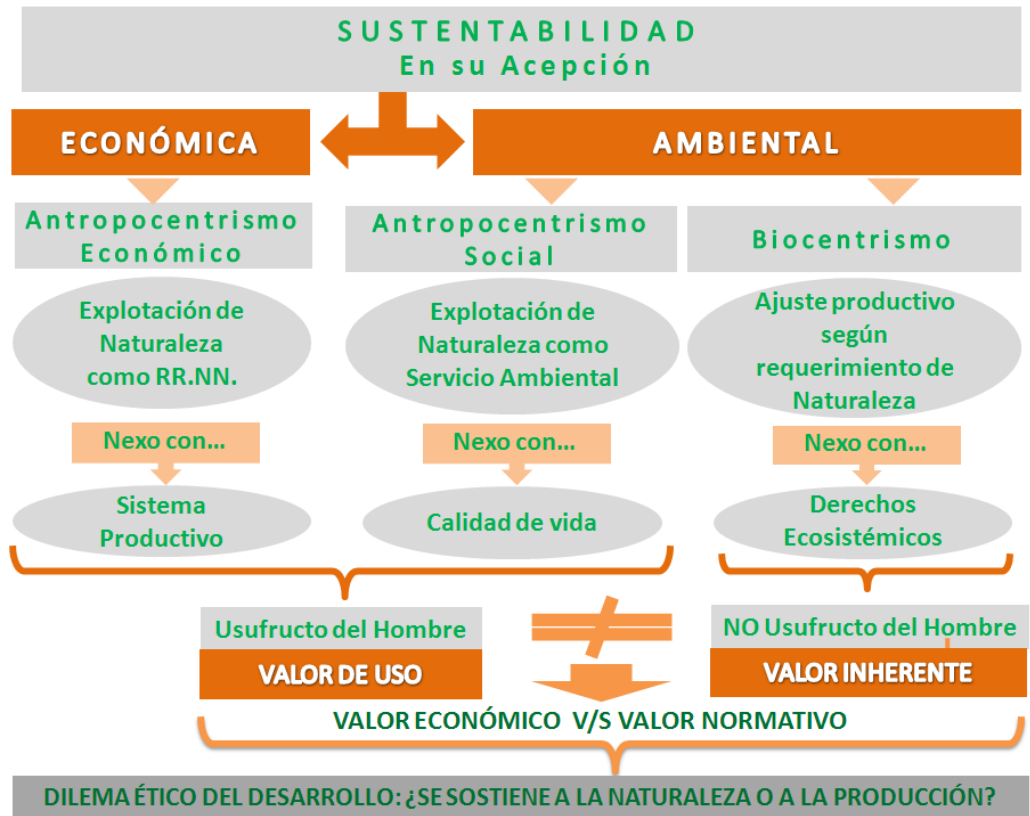 SUSTENTABILIDAD
En su Acepción
ECONÓMICA
AMBIENTAL
Antropocentrismo
Económico
Antropocentrismo
Social
Biocentrismo
Explotación de
Naturaleza
como RR.NN.
Explotación de
Naturaleza como
Servicio Ambiental
Ajuste productivo
según
requerimiento de
Naturaleza
Nexo con...
Nexo con...
Nexo con...
Sistema
Productivo
Calidad de vida
Derechos
Ecosistémicos
Usufructo del Hombre
VALOR DE USO
NO Usufructo del Hombre
VALOR INHERENTE
VALOR ECONÓMICO V/S VALOR NORMATIVO
DILEMA ÉTICO DEL DESARROLLO: ¿SE SOSTIENE A LA NATURALEZA O A LA PRODUCCIÓN?